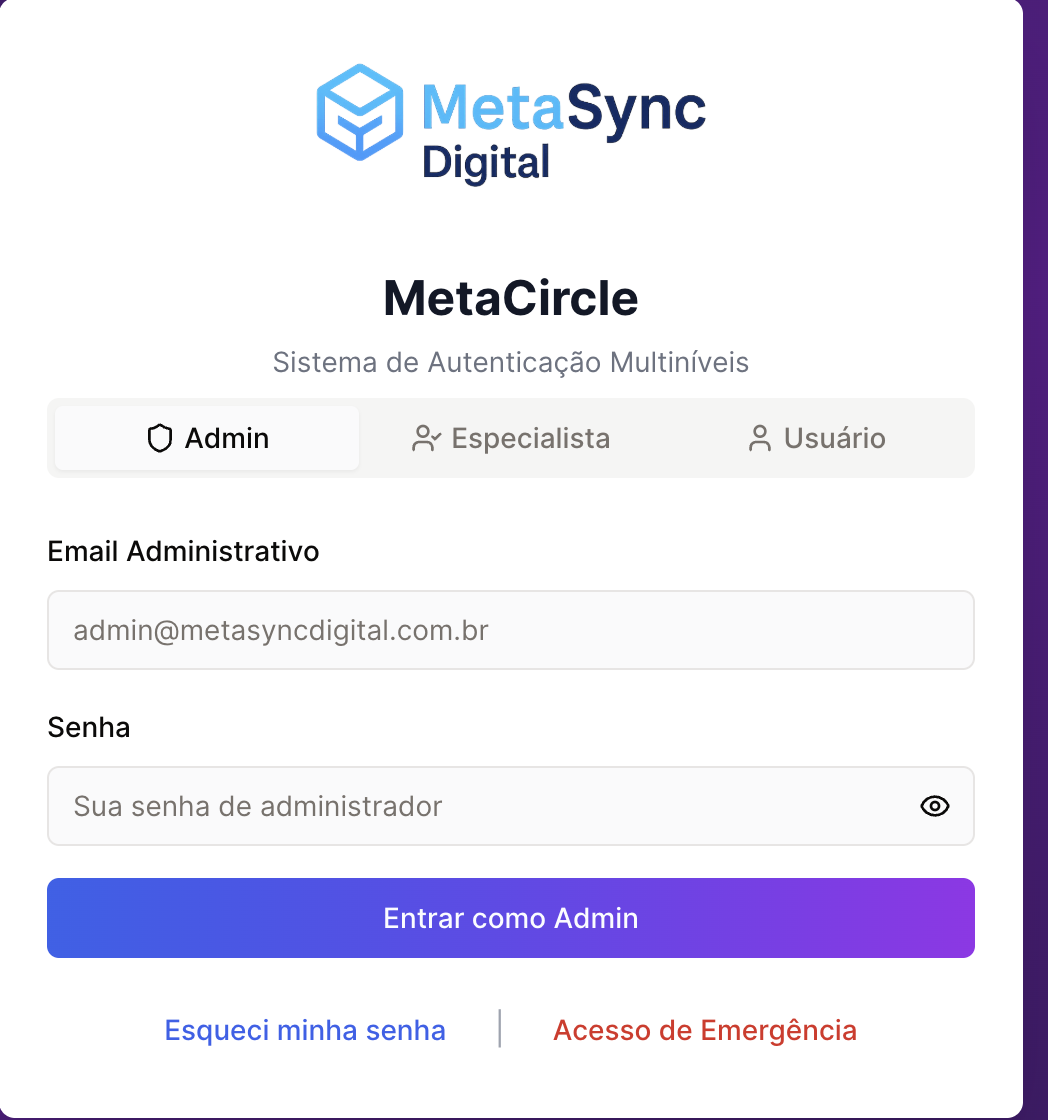 MetaSync
Digital
MetaCircle
Sistema de Autenticação Multiníveis
Admin Especialista Usuário
Email Administrativo
admin@metasyncdigital.com.br
Senha
Sua senha de administrador
Entrar como Admin
Esqueci minha senha | Acesso de Emergência